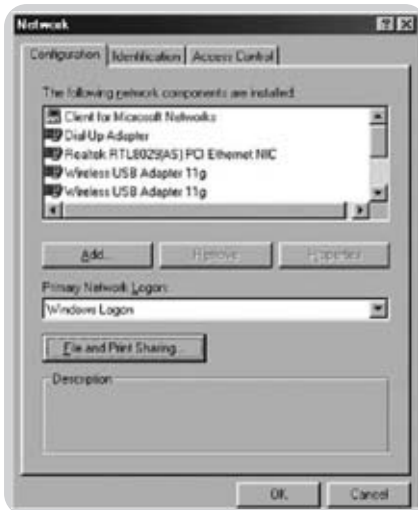 Network
Configuration Identification Access Control
The following network components are installed:
Client for Microsoft Networks
Dial-Up Adapter
Realtek RTL8029(AS) PCI Ethernet NIC
Wireless USB Adapter 11g
Wireless USB Adapter 11g
Add... Remove Properties
Primary Network Logon:
Windows Logon
File and Print Sharing...
Description
OK Cancel